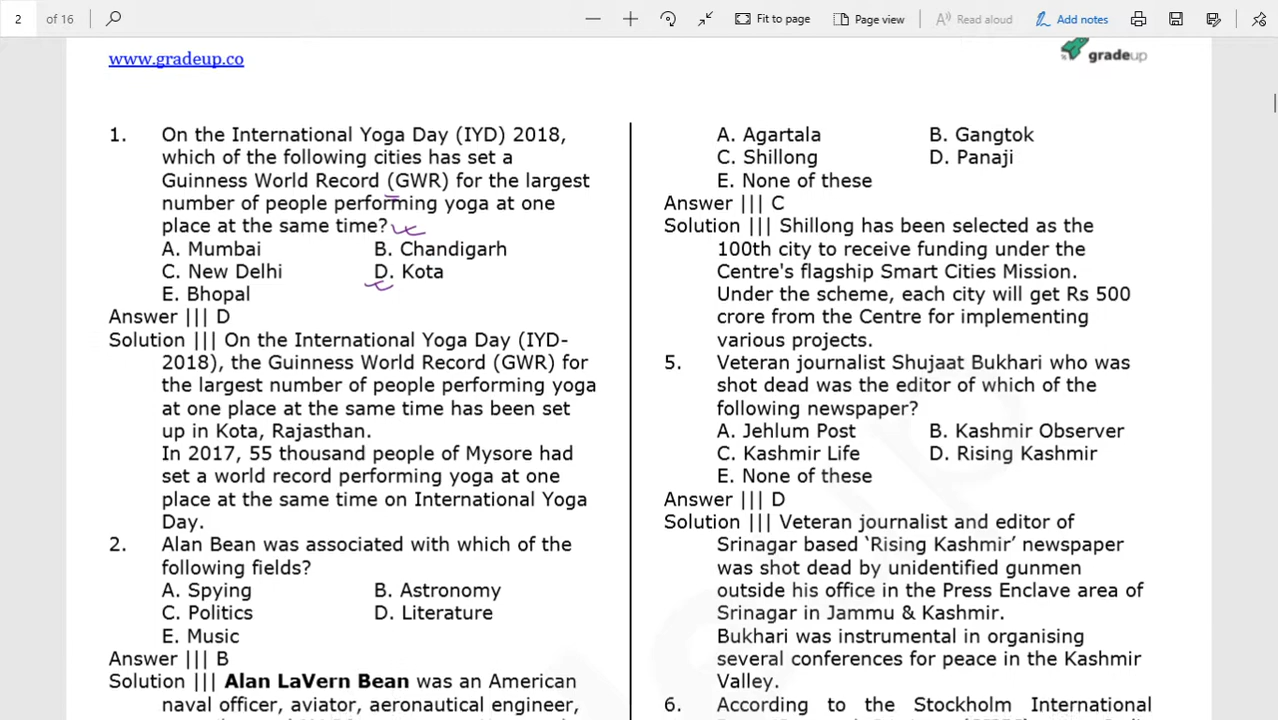 2 of 16
Fit to page Page view Read aloud Add notes
www.gradeup.co
gradeup
1. On the International Yoga Day (IYD) 2018,
which of the following cities has set a
Guinness World Record (GWR) for the largest
number of people performing yoga at one
place at the same time?
A. Mumbai B. Chandigarh
C. New Delhi D. Kota
E. Bhopal
Answer ||| D
Solution ||| On the International Yoga Day (IYD-
2018), the Guinness World Record (GWR) for
the largest number of people performing yoga
at one place at the same time has been set
up in Kota, Rajasthan.
In 2017, 55 thousand people of Mysore had
set a world record performing yoga at one
place at the same time on International Yoga
Day.
2. Alan Bean was associated with which of the
following fields?
A. Spying B. Astronomy
C. Politics D. Literature
E. Music
Answer ||| B
Solution ||| Alan LaVern Bean was an American
naval officer, aviator, aeronautical engineer,
A. Agartala B. Gangtok
C. Shillong D. Panaji
E. None of these
Answer ||| C
Solution ||| Shillong has been selected as the
100th city to receive funding under the
Centre's flagship Smart Cities Mission.
Under the scheme, each city will get Rs 500
crore from the Centre for implementing
various projects.
5. Veteran journalist Shujaat Bukhari who was
shot dead was the editor of which of the
following newspaper?
A. Jehlum Post B. Kashmir Observer
C. Kashmir Life D. Rising Kashmir
E. None of these
Answer ||| D
Solution ||| Veteran journalist and editor of
Srinagar based ‘Rising Kashmir’ newspaper
was shot dead by unidentified gunmen
outside his office in the Press Enclave area of
Srinagar in Jammu & Kashmir.
Bukhari was instrumental in organising
several conferences for peace in the Kashmir
Valley.
6. According to the Stockholm International